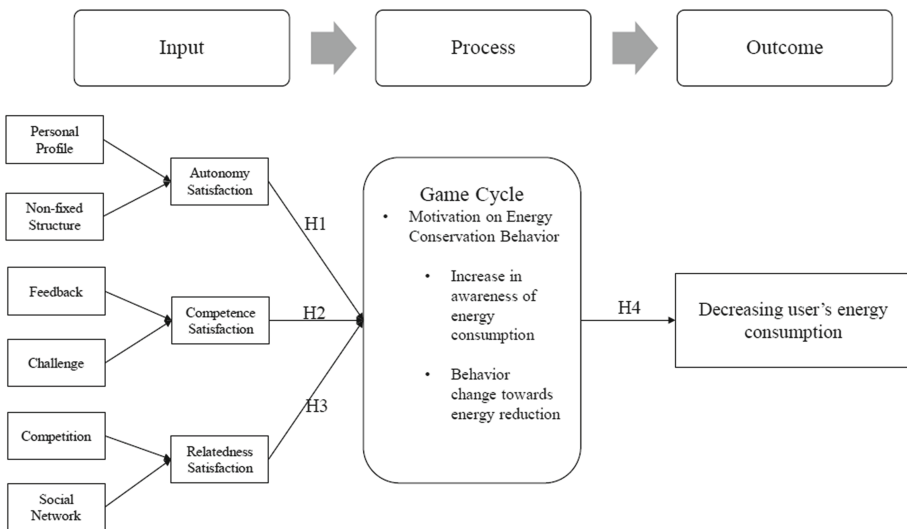 Input
Process
Outcome
Personal
Profile
Non-fixed
Structure
Autonomy
Satisfaction
H1
Feedback
Challenge
Competence
Satisfaction
H2
Competition
Social
Network
Relatedness
Satisfaction
H3
Game Cycle
• Motivation on Energy
Conservation Behavior
• Increase in
awareness of
energy
consumption
• Behavior
change towards
energy reduction
H4
Decreasing user's energy
consumption